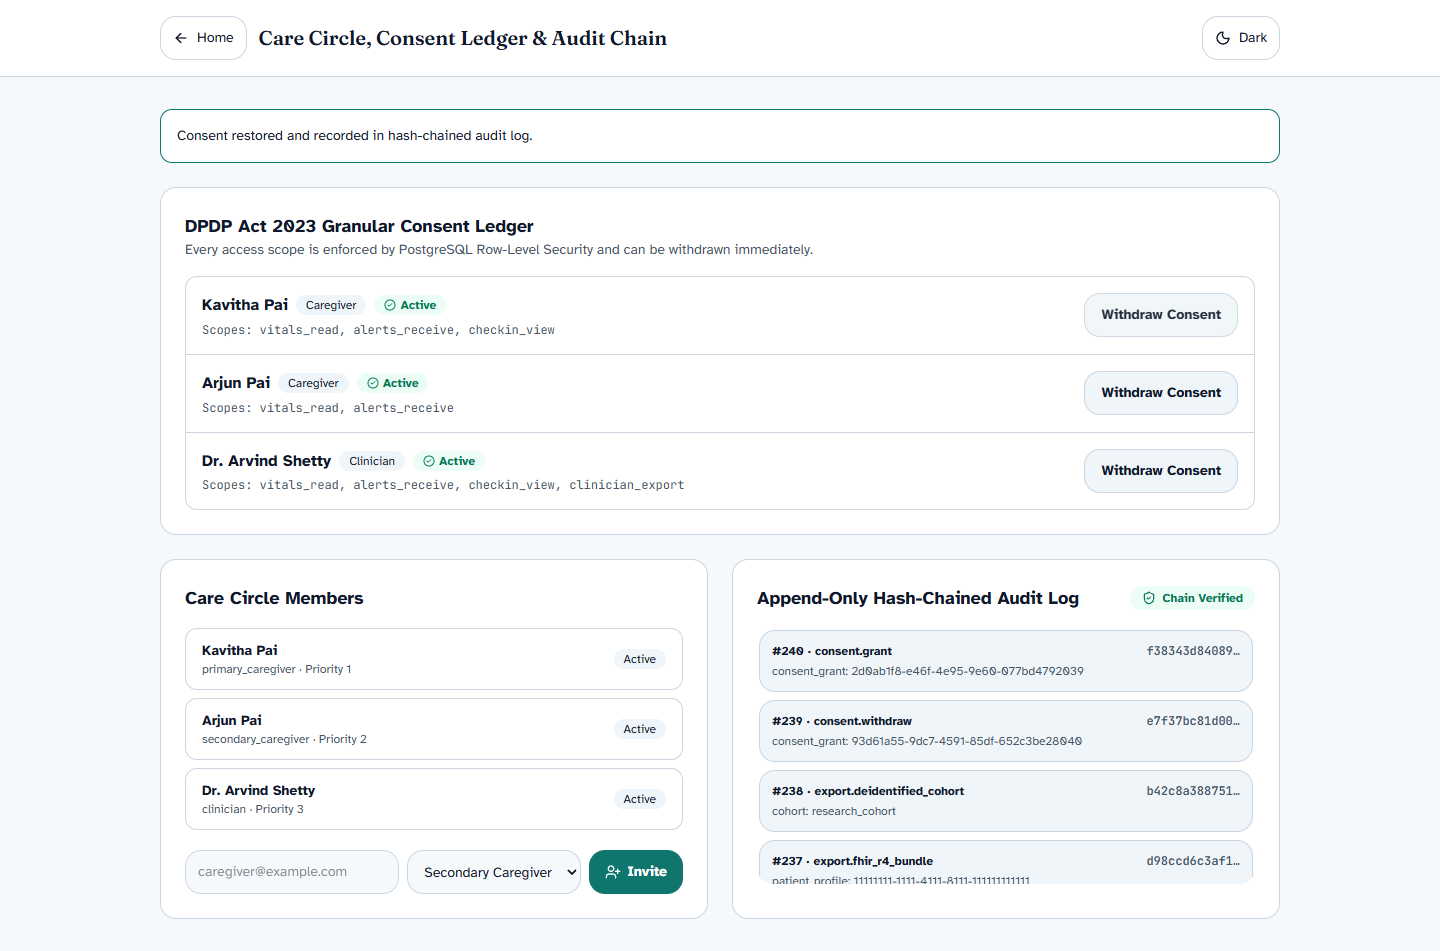 Home
Care Circle, Consent Ledger & Audit Chain
Dark
Consent restored and recorded in hash-chained audit log.
DPDP Act 2023 Granular Consent Ledger
Every access scope is enforced by PostgreSQL Row-Level Security and can be withdrawn immediately.
Kavitha Pai Caregiver Active
Scopes: vitals_read, alerts_receive, checkin_view
Withdraw Consent
Arjun Pai Caregiver Active
Scopes: vitals_read, alerts_receive
Withdraw Consent
Dr. Arvind Shetty Clinician Active
Scopes: vitals_read, alerts_receive, checkin_view, clinician_export
Withdraw Consent
Care Circle Members
Kavitha Pai
primary_caregiver · Priority 1
Active
Arjun Pai
secondary_caregiver · Priority 2
Active
Dr. Arvind Shetty
clinician · Priority 3
Active
caregiver@example.com
Secondary Caregiver
Invite
Append-Only Hash-Chained Audit Log
Chain Verified
#240 · consent.grant f38343d84089…
consent_grant: 2d0ab1f8-e46f-4e95-9e60-077bd4792039
#239 · consent.withdraw e7f37bc81d00…
consent_grant: 93d61a55-9dc7-4591-85df-652c3be28040
#238 · export.deidentified_cohort b42c8a388751…
cohort: research_cohort
#237 · export.fhir_r4_bundle d98ccd6c3af1…
patient_profile: 11111111-1111-4111-8111-111111111111